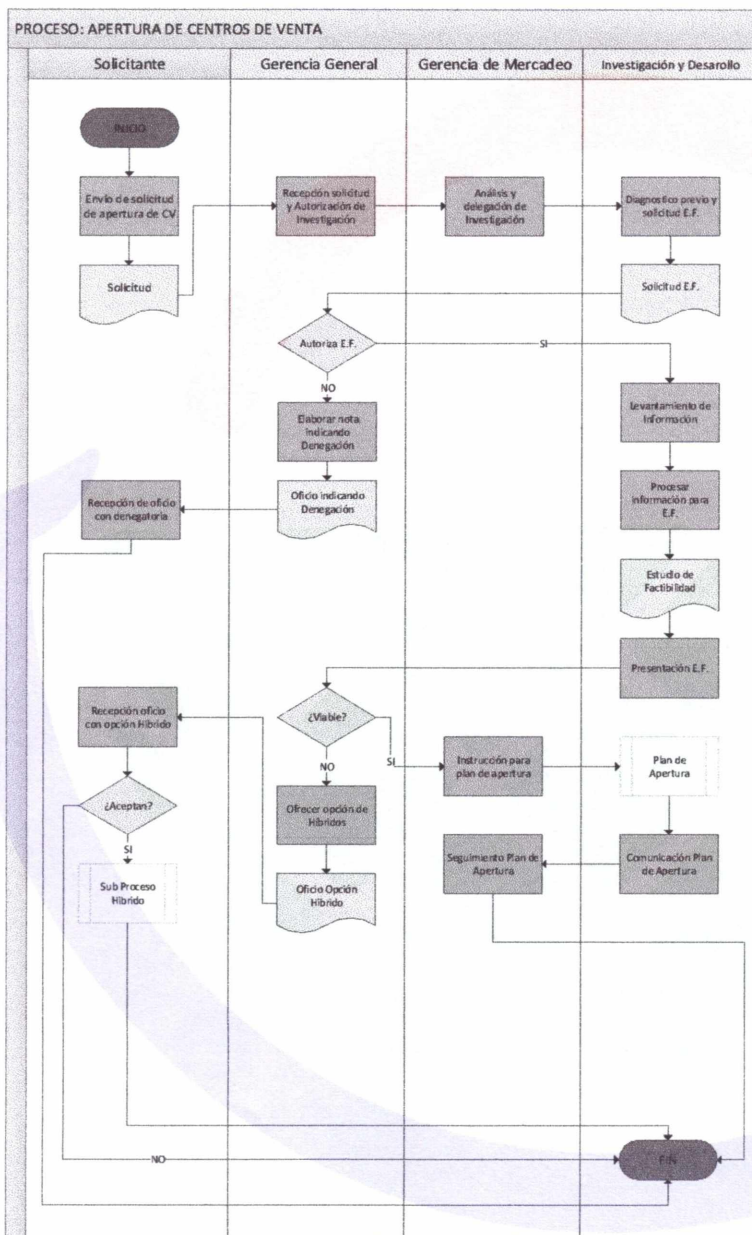 PROCESO: APERTURA DE CENTROS DE VENTA
Solicitante
Gerencia General
Gerencia de Mercadeo
Investigación y Desarollo
INICIO
Envío de solicitud
de apertura de CV.
Recepción solicitud
y Autorización de
Investigación
Análisis y
delegación de
Investigación
Diagnostico previo y
solicitud E.F.
Solicitud
Solicitud E.F.
Autoriza E.F.
SI
NO
Levantamiento de
Información
Elaborar nota
indicando
Denegación
Recepción de oficio
con denegatoria
Oficio indicando
Denegación
Procesar
información para
E.F.
Estudio de
Factibilidad
Presentación E.F.
Recepción oficio
con opción Híbrido
¿Viable?
SI
NO
Instrucción para
plan de apertura
Plan de
Apertura
¿Aceptan?
SI
Ofrecer opción de
Híbridos
Seguimiento Plan de
Apertura
Comunicación Plan
de Apertura
Sub Proceso
Híbrido
Oficio Opción
Híbrido
NO
FIN